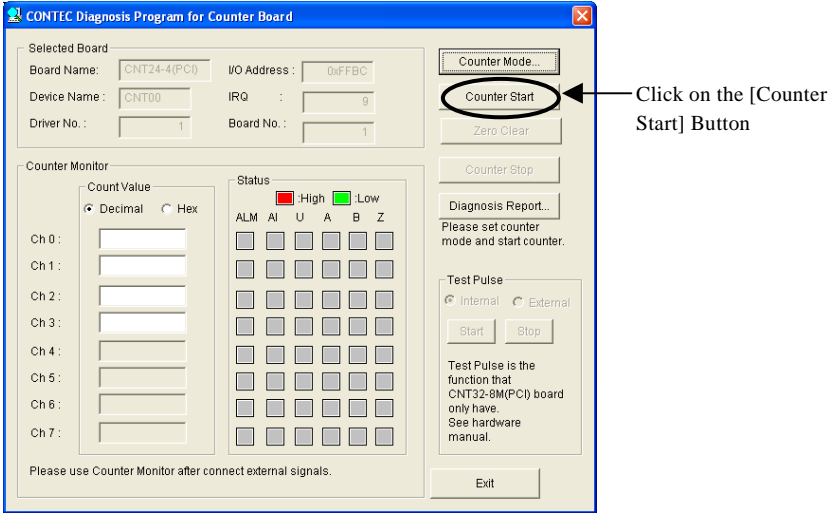 CONTEC Diagnosis Program for Counter Board
Selected Board
Board Name: CNT24-4(PCI) I/O Address : 0xFFBC
Device Name : CNT00 IRQ : 9
Driver No. : 1 Board No. : 1
Counter Mode...
Counter Start
Zero Clear
Counter Stop
Diagnosis Report...
Please set counter
mode and start counter.
Click on the [Counter
Start] Button
Counter Monitor
Count Value
Decimal Hex
Status
:High :Low
ALM AI U A B Z
Ch 0 :
Ch 1 :
Ch 2 :
Ch 3 :
Ch 4 :
Ch 5 :
Ch 6 :
Ch 7 :
Please use Counter Monitor after connect external signals.
Test Pulse
Internal External
Start Stop
Test Pulse is the
function that
CNT32-8M(PCI) board
only have.
See hardware
manual.
Exit